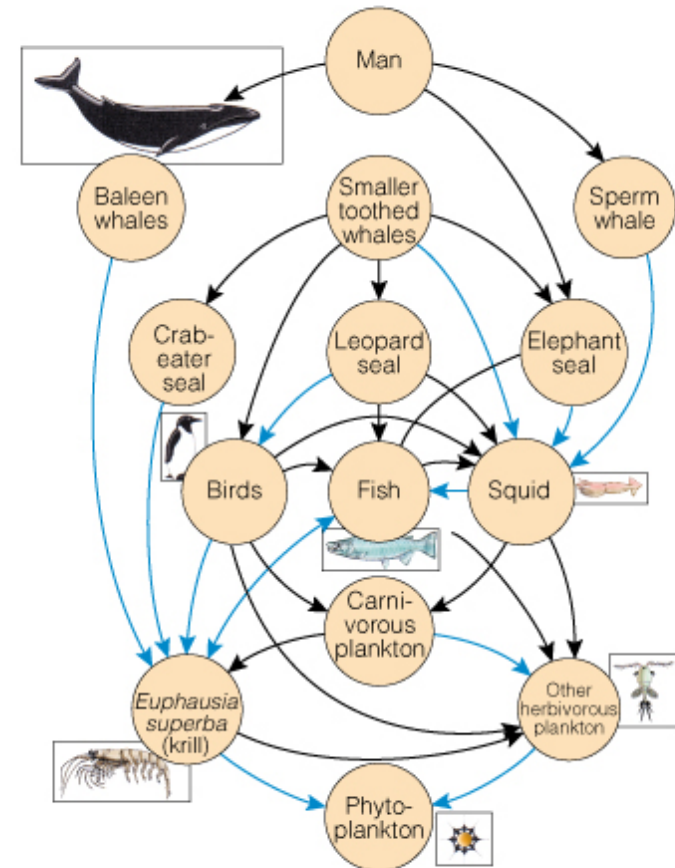 Man
Baleen
whales
Smaller
toothed
whales
Sperm
whale
Crab-
eater
seal
Leopard
seal
Elephant
seal
Birds
Fish
Squid
Carni-
vorous
plankton
Euphausia
superba
(krill)
Other
herbivorous
plankton
Phyto-
plankton